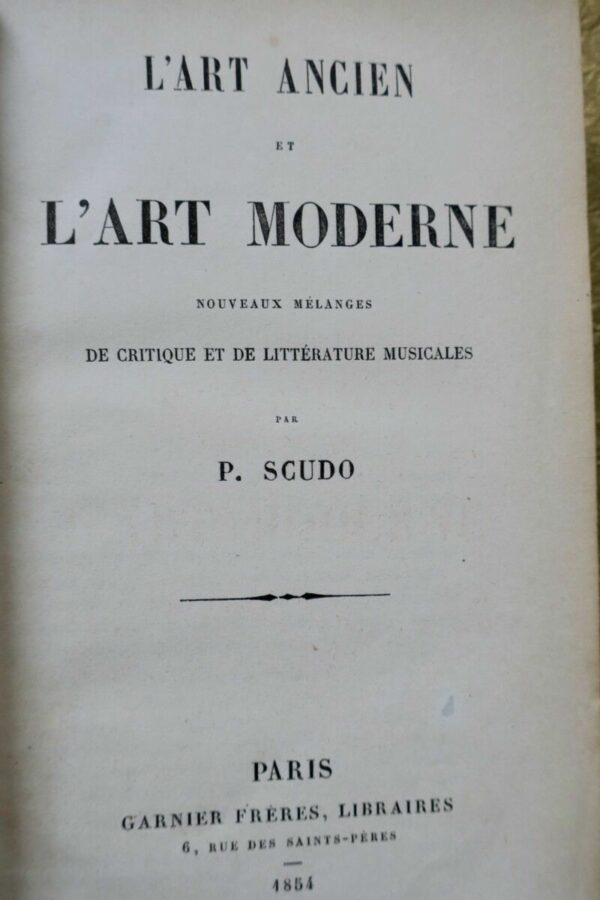 L'ART ANCIEN
ET
L'ART MODERNE
NOUVEAUX MÉLANGES
DE CRITIQUE ET DE LITTÉRATURE MUSICALES
PAR
P. SCUDO
PARIS
GARNIER FRÈRES, LIBRAIRES
6, RUE DES SAINTS-PÈRES
1854